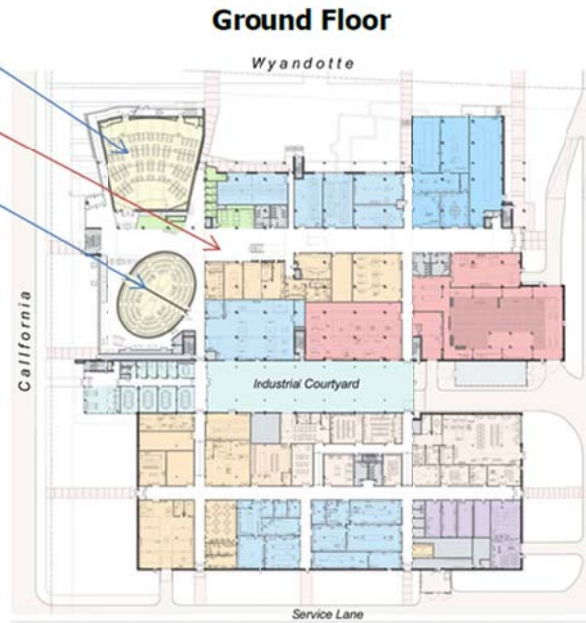 Ground Floor
Wyandotte
California
Industrial Courtyard
Service Lane